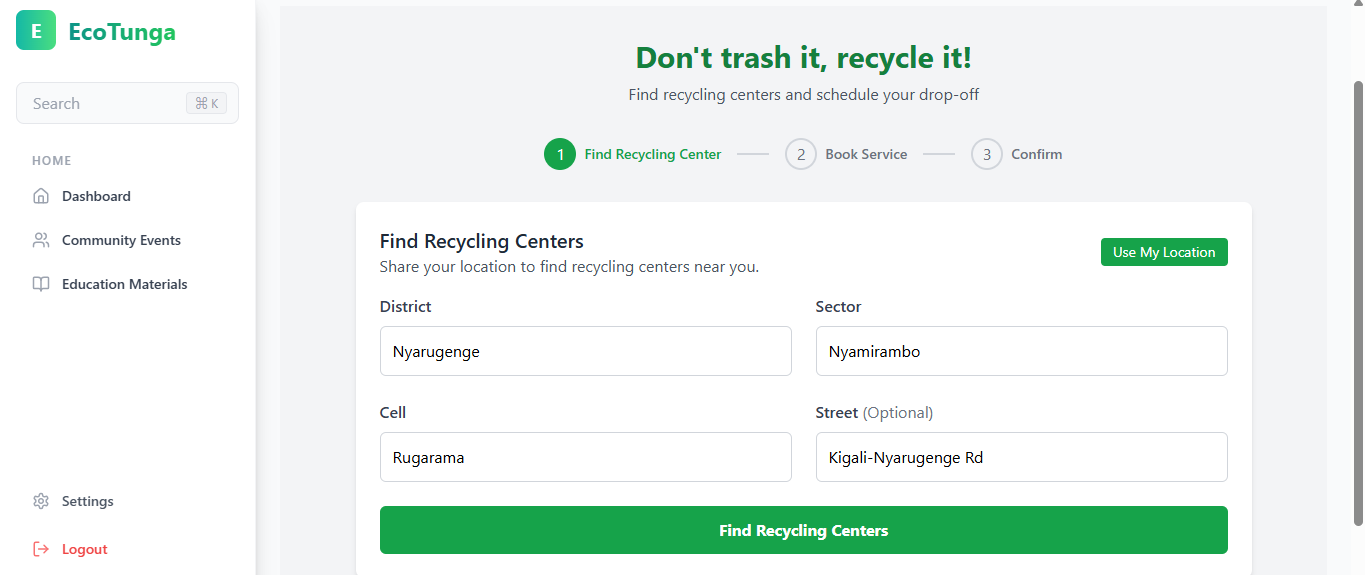 E EcoTunga
Search ⌘ K
HOME
Dashboard
Community Events
Education Materials
Settings
Logout
Don't trash it, recycle it!
Find recycling centers and schedule your drop-off
1 Find Recycling Center 2 Book Service 3 Confirm
Find Recycling Centers
Share your location to find recycling centers near you.
Use My Location
District
Nyarugenge
Sector
Nyamirambo
Cell
Rugarama
Street (Optional)
Kigali-Nyarugenge Rd
Find Recycling Centers